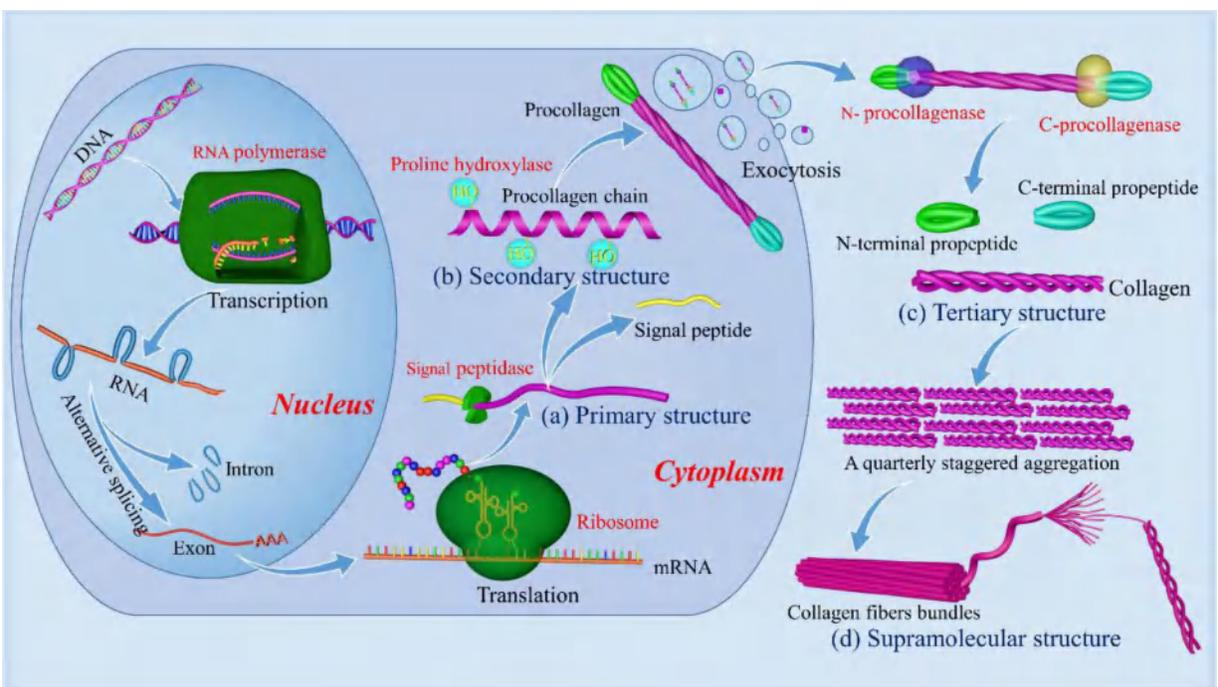 DNA
RNA polymerase
Transcription
RNA
Alternative splicing
Intron
Exon
AAA
Nucleus
Proline hydroxylase
HO
Procollagen chain
HO
HO
(b) Secondary structure
Procollagen
Exocytosis
Signal peptide
Signal peptidase
(a) Primary structure
Cytoplasm
Ribosome
mRNA
Translation
N- procollagenase
C-procollagenase
C-terminal propeptide
N-terminal propeptide
Collagen
(c) Tertiary structure
A quarterly staggered aggregation
Collagen fibers bundles
(d) Supramolecular structure